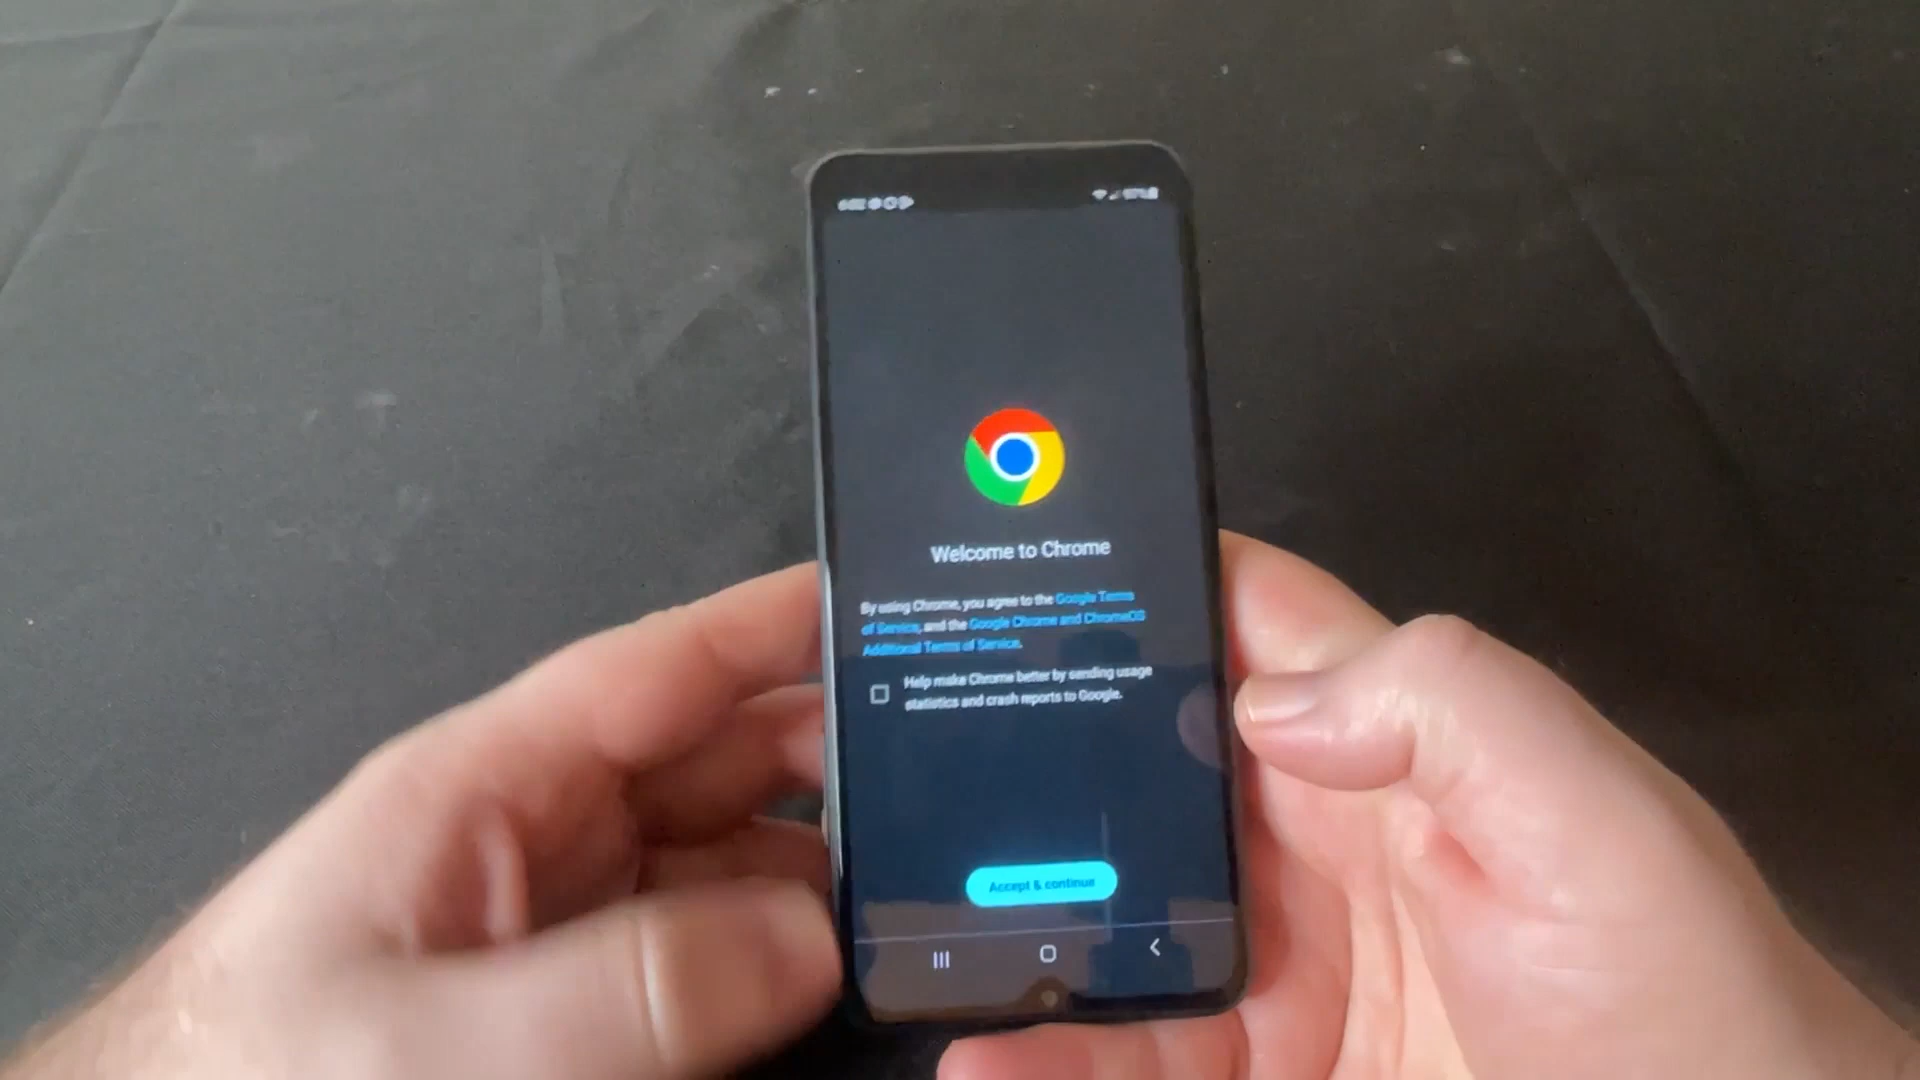 Welcome to Chrome
By using Chrome, you agree to the Google Terms
of Service, and the Google Chrome and ChromeOS
Additional Terms of Service.
Help make Chrome better by sending usage
statistics and crash reports to Google.
Accept & continue